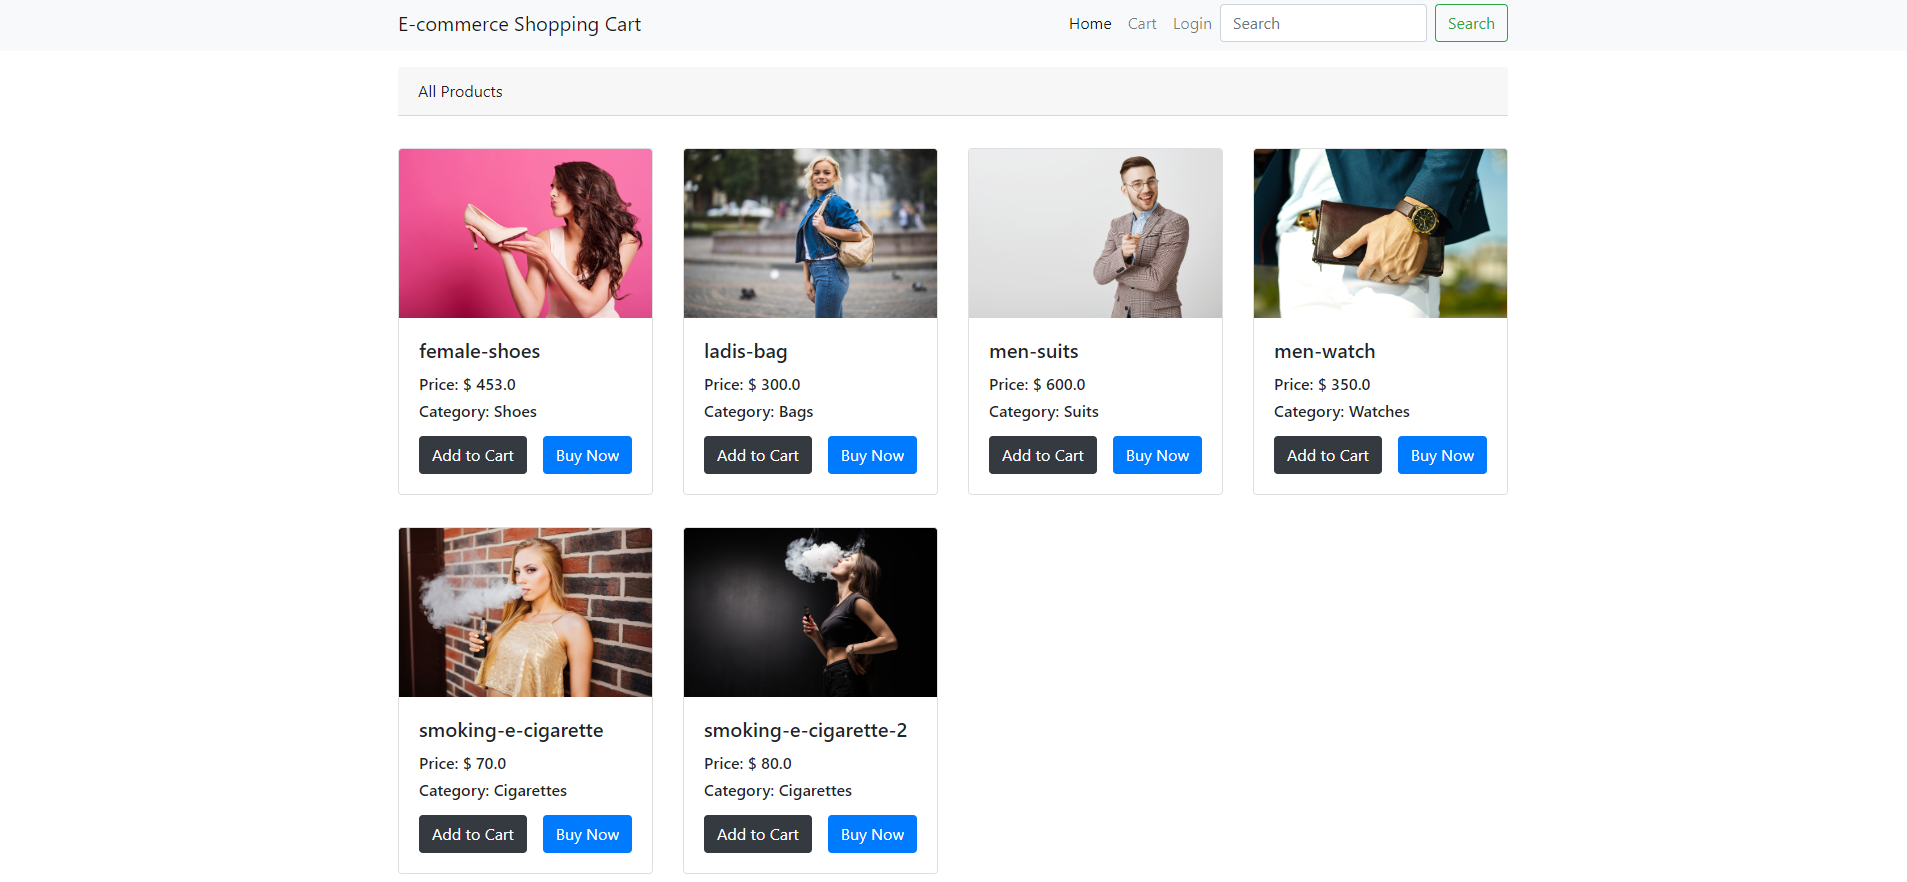 E-commerce Shopping Cart
Home Cart Login Search Search
All Products
female-shoes
Price: $ 453.0
Category: Shoes
Add to Cart Buy Now
ladis-bag
Price: $ 300.0
Category: Bags
Add to Cart Buy Now
men-suits
Price: $ 600.0
Category: Suits
Add to Cart Buy Now
men-watch
Price: $ 350.0
Category: Watches
Add to Cart Buy Now
smoking-e-cigarette
Price: $ 70.0
Category: Cigarettes
Add to Cart Buy Now
smoking-e-cigarette-2
Price: $ 80.0
Category: Cigarettes
Add to Cart Buy Now